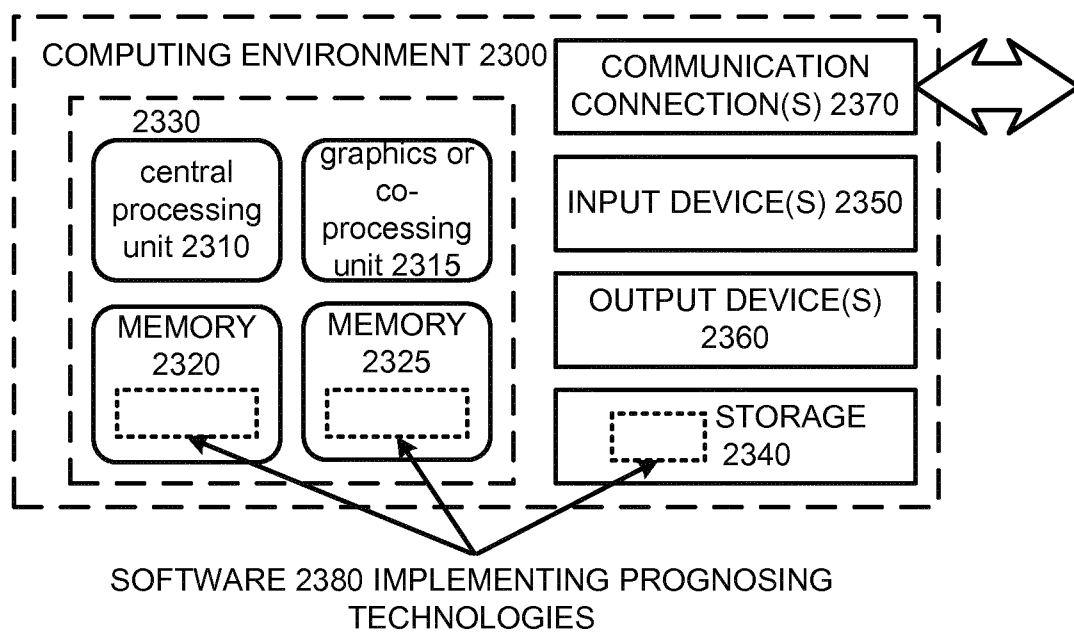 COMPUTING ENVIRONMENT 2300
COMMUNICATION
CONNECTION(S) 2370
2330
central
processing
unit 2310
graphics or
co-
processing
unit 2315
INPUT DEVICE(S) 2350
OUTPUT DEVICE(S)
2360
MEMORY
2320
MEMORY
2325
STORAGE
2340
SOFTWARE 2380 IMPLEMENTING PROGNOSING
TECHNOLOGIES